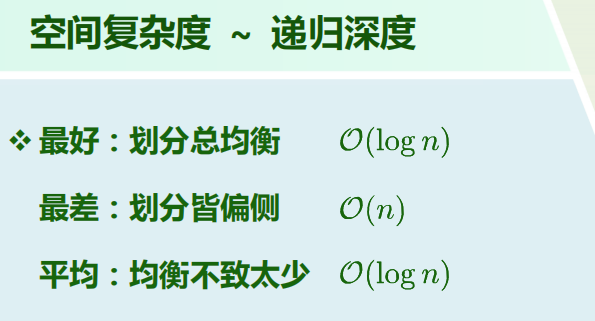 空间复杂度 ~ 递归深度
❖ 最好：划分总均衡 𝒪(log n)
最差：划分皆偏侧 𝒪(n)
平均：均衡不致太少 𝒪(log n)